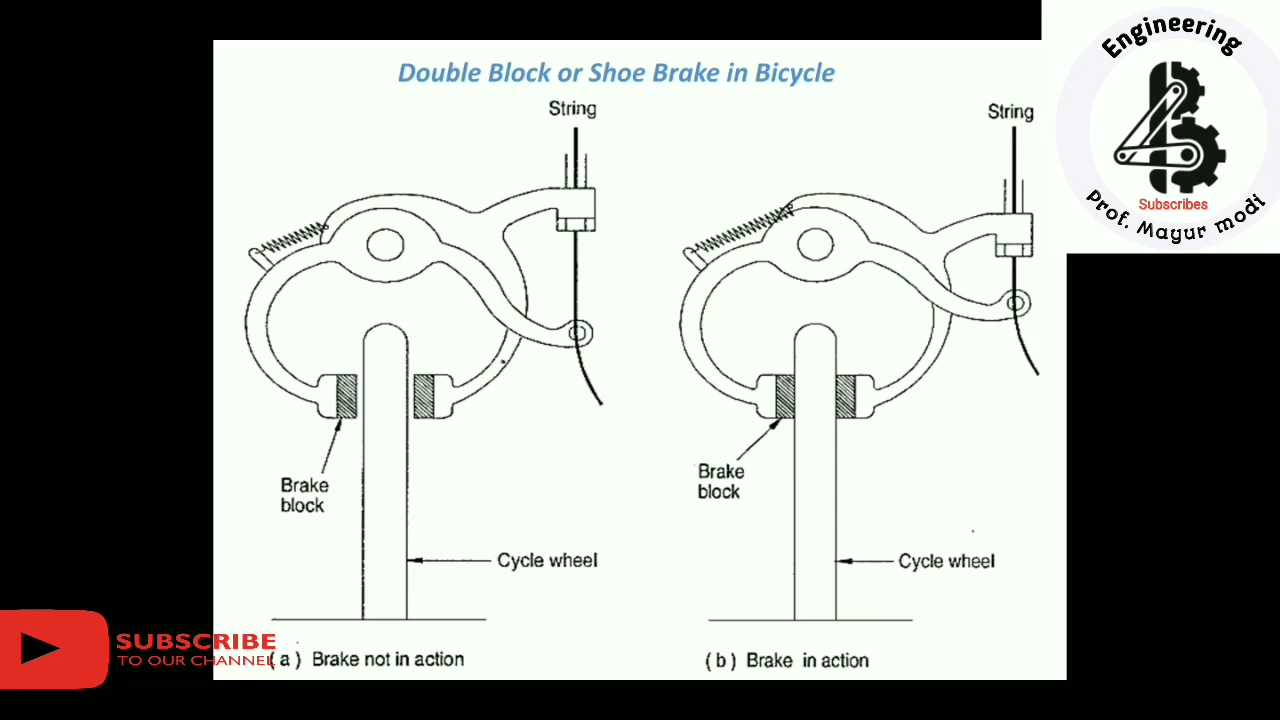 Double Block or Shoe Brake in Bicycle
String
Brake
block
Cycle wheel
(a) Brake not in action
String
Brake
block
Cycle wheel
(b) Brake in action
Engineering
Subscribes
Prof. Mayur modi
SUBSCRIBE
TO OUR CHANNEL